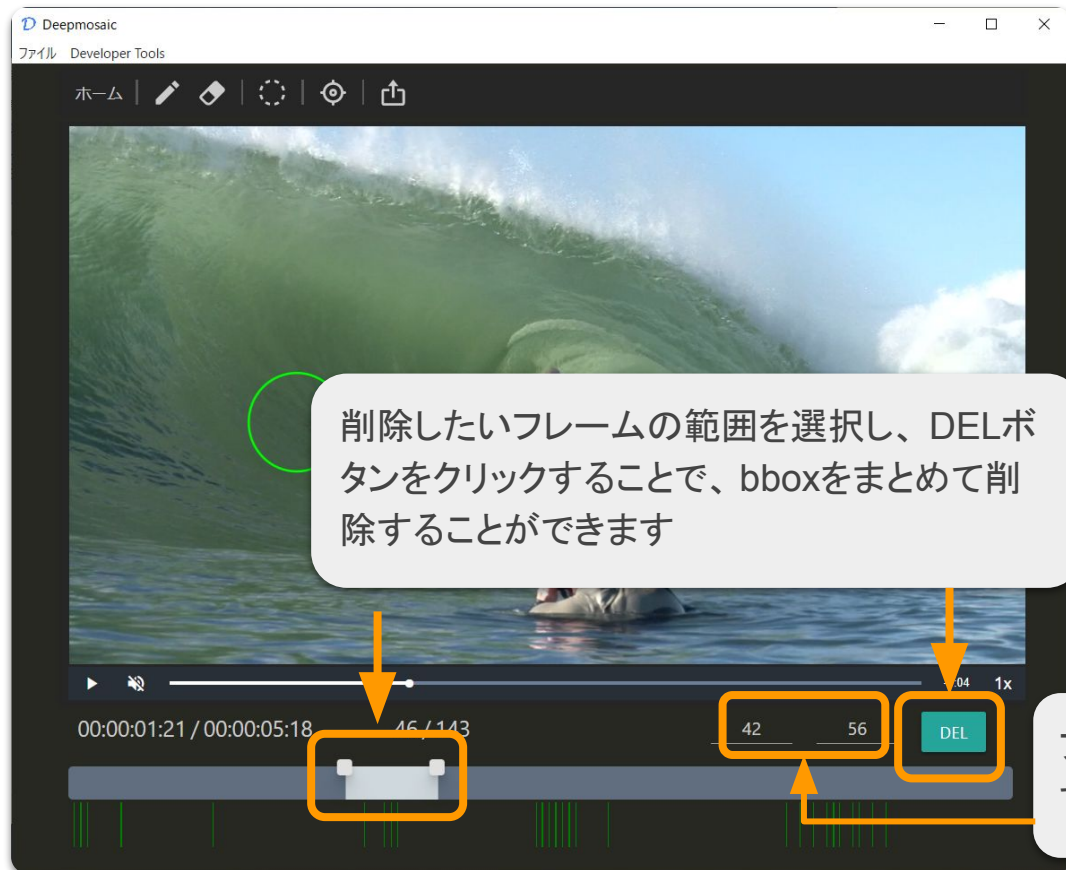 Deepmosaic
ファイル Developer Tools
ホーム
削除したいフレームの範囲を選択し、DELボ
タンをクリックすることで、bboxをまとめて削
除することができます
1x
00:00:01:21 / 00:00:05:18 46 / 143 42 56 DEL